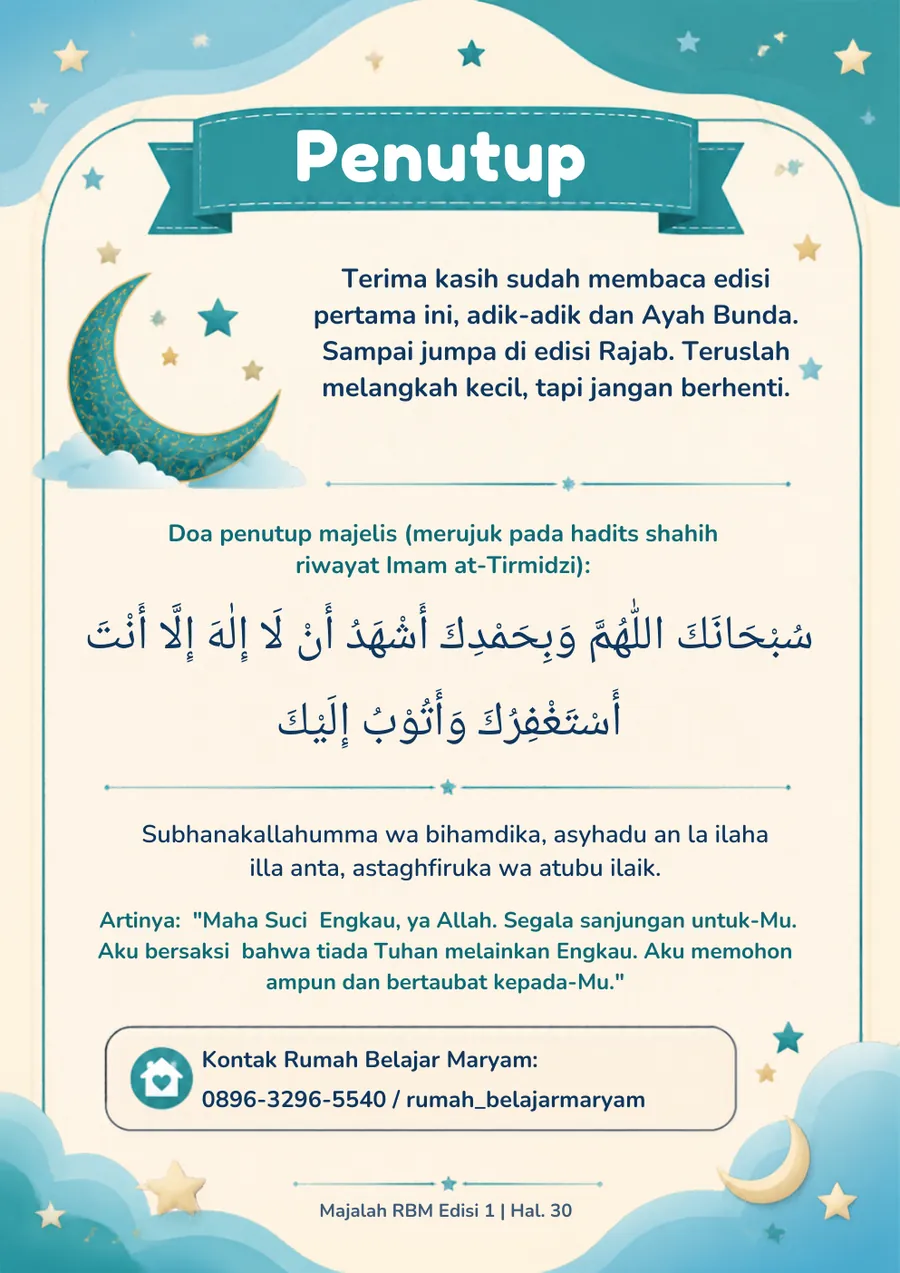 Penutup
Terima kasih sudah membaca edisi
pertama ini, adik-adik dan Ayah Bunda.
Sampai jumpa di edisi Rajab. Teruslah
melangkah kecil, tapi jangan berhenti.
Doa penutup majelis (merujuk pada hadits shahih
riwayat Imam at-Tirmidzi):
سُبْحَانَكَ اللّٰهُمَّ وَبِحَمْدِكَ أَشْهَدُ أَنْ لَا إِلٰهَ إِلَّا أَنْتَ
أَسْتَغْفِرُكَ وَأَتُوْبُ إِلَيْكَ
Subhanakallahumma wa bihamdika, asyhadu an la ilaha
illa anta, astaghfiruka wa atubu ilaik.
Artinya:  "Maha Suci  Engkau, ya Allah. Segala sanjungan untuk-Mu.
Aku bersaksi  bahwa tiada Tuhan melainkan Engkau. Aku memohon
ampun dan bertaubat kepada-Mu."
Kontak Rumah Belajar Maryam:
0896-3296-5540 / rumah_belajarmaryam
Majalah RBM Edisi 1 | Hal. 30